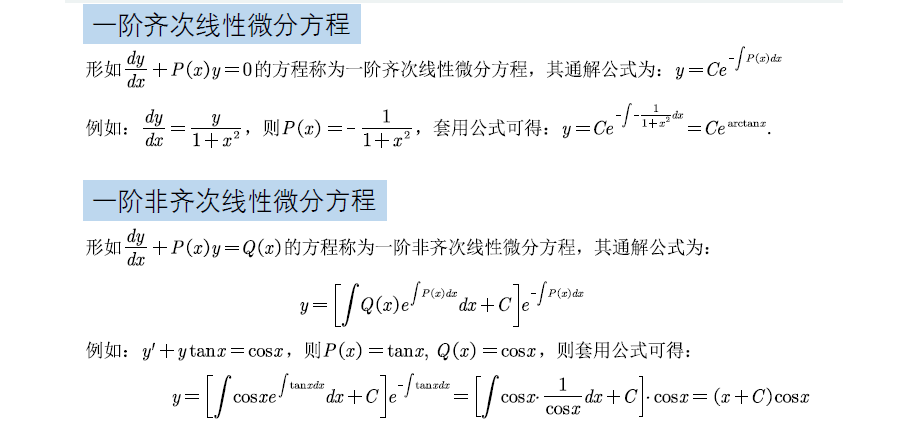 一阶齐次线性微分方程
形如 \frac{dy}{dx}+P(x)y=0的方程称为一阶齐次线性微分方程，其通解公式为：y=Ce^{-\int P(x)dx}
例如：\frac{dy}{dx}=\frac{y}{1+x^2}，则P(x)=-\frac{1}{1+x^2}，套用公式可得：y=Ce^{-\int -\frac{1}{1+x^2}dx}=Ce^{\arctan x}.
一阶非齐次线性微分方程
形如 \frac{dy}{dx}+P(x)y=Q(x)的方程称为一阶非齐次线性微分方程，其通解公式为：
y=\left[\int Q(x)e^{\int P(x)dx}dx+C\right]e^{-\int P(x)dx}
例如：y'+y\tan x=\cos x，则P(x)=\tan x, Q(x)=\cos x，则套用公式可得：
y=\left[\int \cos xe^{\int \tan xdx}dx+C\right]e^{-\int \tan xdx}=\left[\int \cos x\cdot\frac{1}{\cos x}dx+C\right]\cdot\cos x=(x+C)\cos x